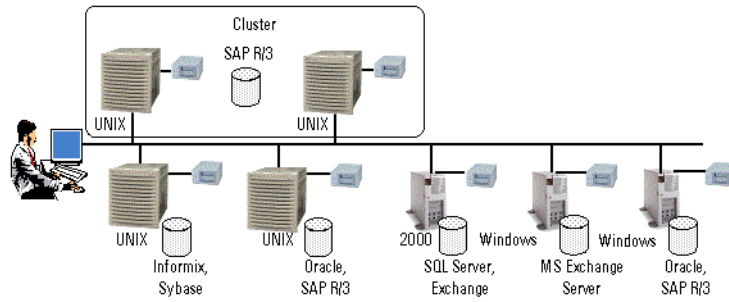 Cluster
SAP R/3
UNIX
UNIX
UNIX
UNIX
2000
Windows
Windows
Informix,
Sybase
Oracle,
SAP R/3
SQL Server,
Exchange
MS Exchange
Server
Oracle,
SAP R/3